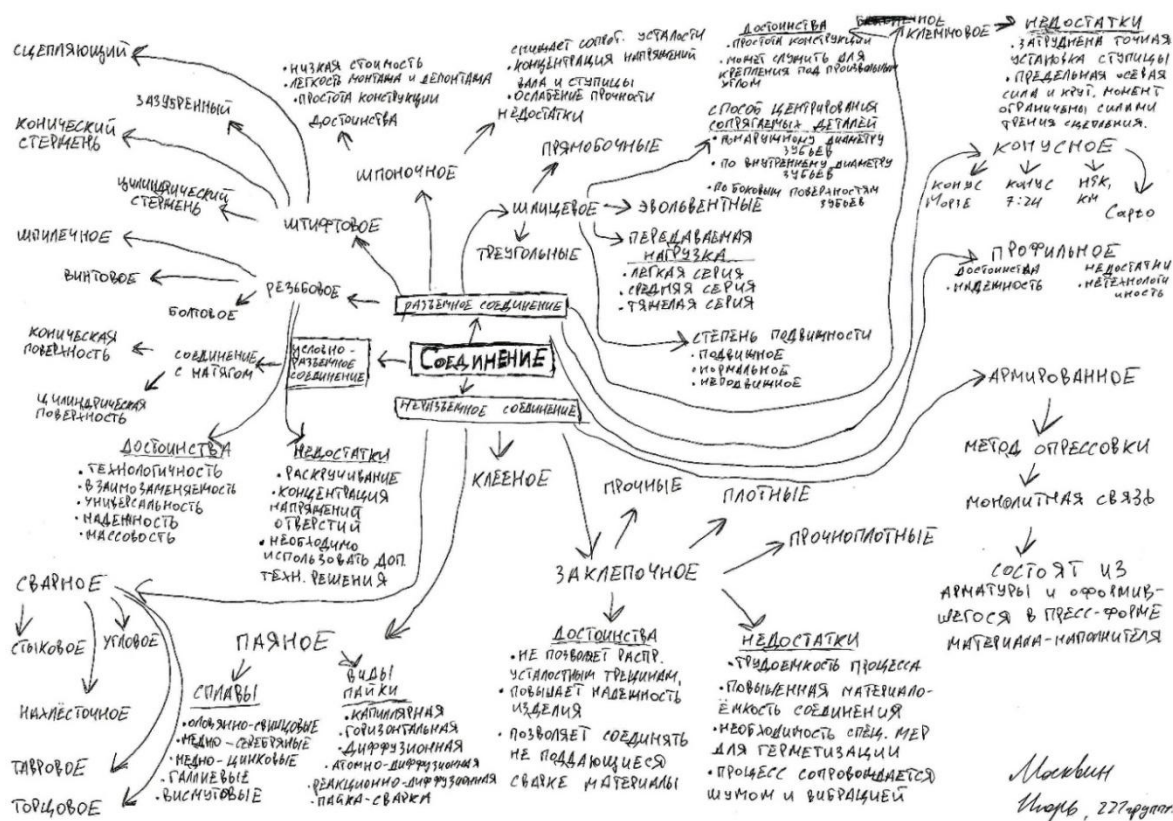 СЦЕПЛЯЮЩИЙ
ЗАЗУБРЕННЫЙ
КОНИЧЕСКИЙ
СТЕРЖЕНЬ
ЦИЛИНДРИЧЕСКИЙ
СТЕРЖЕНЬ
ШТИФТОВОЕ
• НИЗКАЯ СТОИМОСТЬ
• ЛЕГКОСТЬ МОНТАЖА И ДЕМОНТАЖА
• ПРОСТОТА КОНСТРУКЦИИ
ДОСТОИНСТВА
ШПОНОЧНОЕ
СНИЖАЕТ СОПРОТ. УСТАЛОСТИ
• КОНЦЕНТРАЦИЯ НАПРЯЖЕНИЙ
ВАЛА И СТУПИЦЫ
• ОСЛАБЕНИЕ ПРОЧНОСТИ
НЕДОСТАТКИ
ПРЯМОБОЧНЫЕ
ШЛИЦЕВОЕ
ЭВОЛЬВЕНТНЫЕ
ТРЕУГОЛЬНЫЕ
СПОСОБ ЦЕНТРИРОВАНИЯ
СОПРЯГАЕМЫХ ДЕТАЛЕЙ
• ПО НАРУЖНОМУ ДИАМЕТРУ
ЗУБЬЕВ
• ПО ВНУТРЕННЕМУ ДИАМЕТРУ
ЗУБЬЕВ
• ПО БОКОВЫМ ПОВЕРХНОСТЯМ
ЗУБЬЕВ
ПЕРЕДАВАЕМАЯ
НАГРУЗКА
• ЛЕГКАЯ СЕРИЯ
• СРЕДНЯЯ СЕРИЯ
• ТЯЖЕЛАЯ СЕРИЯ
СТЕПЕНЬ ПОДВИЖНОСТИ
• ПОДВИЖНОЕ
• НОРМАЛЬНОЕ
• НЕПОДВИЖНОЕ
ДОСТОИНСТВА
• ПРОСТОТА КОНСТРУКЦИИ
• МОЖЕТ СЛУЖИТЬ ДЛЯ
КРЕПЛЕНИЯ ПОД ПРОИЗВОЛЬНЫМ
УГЛОМ
КЛЕММОВОЕ
НЕДОСТАТКИ
• ЗАТРУДНЕНА ТОЧНАЯ
УСТАНОВКА СТУПИЦЫ
• ПРЕДЕЛЬНАЯ ОСЕВАЯ
СИЛА И КРУТ. МОМЕНТ
ОГРАНИЧЕНЫ СИЛАМИ
ТРЕНИЯ СЦЕПЛЕНИЯ.
КОНУСНОЕ
КОНУС
МОРЗЕ
КОНУС
7:24
HSK,
KM
Capto
ПРОФИЛЬНОЕ
ДОСТОИНСТВА
• НАДЕЖНОСТЬ
НЕДОСТАТКИ
• НЕТЕХНОЛОГИ
ЧНОСТЬ
ШПИЛЕЧНОЕ
ВИНТОВОЕ
БОЛТОВОЕ
РЕЗЬБОВОЕ
РАЗЪЕМНОЕ СОЕДИНЕНИЕ
СОЕДИНЕНИЕ
УСЛОВНО-
РАЗЪЕМНОЕ
СОЕДИНЕНИЕ
СОЕДИНЕНИЕ
С НАТЯГОМ
КОНИЧЕСКАЯ
ПОВЕРХНОСТЬ
ЦИЛИНДРИЧЕСКАЯ
ПОВЕРХНОСТЬ
НЕРАЗЪЕМНОЕ СОЕДИНЕНИЕ
ДОСТОИНСТВА
• ТЕХНОЛОГИЧНОСТЬ
• ВЗАИМОЗАМЕНЯЕМОСТЬ
• УНИВЕРСАЛЬНОСТЬ
• НАДЕЖНОСТЬ
• МАССОВОСТЬ
НЕДОСТАТКИ
• РАСКРУЧИВАНИЕ
• КОНЦЕНТРАЦИЯ
НАПРЯЖЕНИЙ
ОТВЕРСТИЙ
• НЕОБХОДИМО
ИСПОЛЬЗОВАТЬ ДОП.
ТЕХН. РЕШЕНИЯ
КЛЕЕНОЕ
АРМИРОВАННОЕ
МЕТОД ОПРЕССОВКИ
МОНОЛИТНАЯ СВЯЗЬ
СОСТОЯТ ИЗ
АРМАТУРЫ И ОФОРМИВ-
ШЕГОСЯ В ПРЕСС-ФОРМЕ
МАТЕРИАЛА-НАПОЛНИТЕЛЯ
ПРОЧНЫЕ
ПЛОТНЫЕ
ПРОЧНОПЛОТНЫЕ
ЗАКЛЕПОЧНОЕ
ДОСТОИНСТВА
• НЕ ПОЗВОЛЯЕТ РАСПР.
УСТАЛОСТНЫМ ТРЕЩИНАМ,
• ПОВЫШАЕТ НАДЕЖНОСТЬ
ИЗДЕЛИЯ
• ПОЗВОЛЯЕТ СОЕДИНЯТЬ
НЕ ПОДДАЮЩИЕСЯ
СВАРКЕ МАТЕРИАЛЫ
НЕДОСТАТКИ
• ТРУДОЕМКОСТЬ ПРОЦЕССА
• ПОВЫШЕННАЯ МАТЕРИАЛО-
ЁМКОСТЬ СОЕДИНЕНИЯ
• НЕОБХОДИМОСТЬ СПЕЦ. МЕР
ДЛЯ ГЕРМЕТИЗАЦИИ
• ПРОЦЕСС СОПРОВОЖДАЕТСЯ
ШУМОМ И ВИБРАЦИЕЙ
СВАРНОЕ
СТЫКОВОЕ
УГЛОВОЕ
НАХЛЁСТОЧНОЕ
ТАВРОВОЕ
ТОРЦОВОЕ
ПАЯНОЕ
СПЛАВЫ
• ОЛОВЯННО-СВИНЦОВЫЕ
• МЕДНО-СЕРЕБРЯНЫЕ
• МЕДНО-ЦИНКОВЫЕ
• ГАЛЛИЕВЫЕ
• ВИСМУТОВЫЕ
ВИДЫ
ПАЙКИ
• КАПИЛЛЯРНАЯ
• ГОРИЗОНТАЛЬНАЯ
• ДИФФУЗИОННАЯ
АТОМНО-ДИФФУЗИОННАЯ
• РЕАКЦИОННО-ДИФФУЗИОННАЯ
• ПАЙКА-СВАРКА
Москвин
Игорь, 227 группа